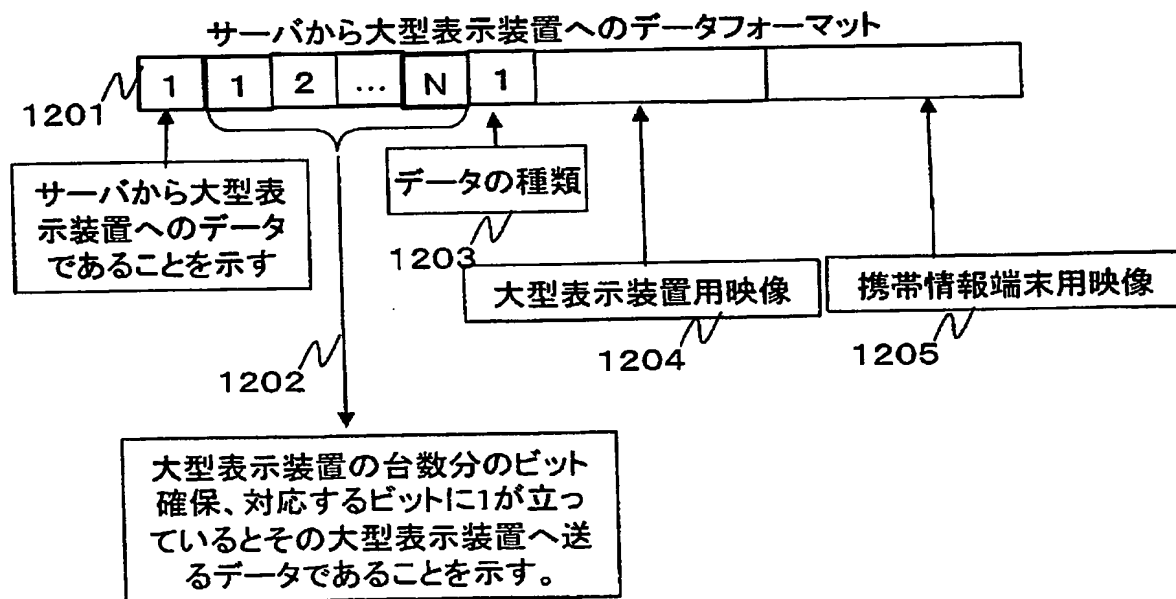 サーバから大型表示装置へのデータフォーマット
1 1 2 … N 1
1201
サーバから大型表
示装置へのデータ
であることを示す
データの種類
1203
大型表示装置用映像
1204
携帯情報端末用映像
1205
1202
大型表示装置の台数分のビット
確保、対応するビットに1が立っ
ているとその大型表示装置へ送
るデータであることを示す。